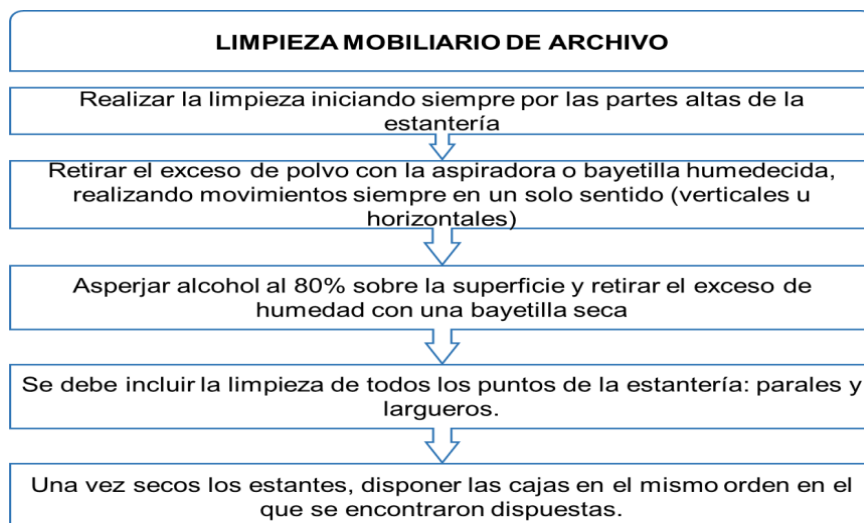 LIMPIEZA MOBILIARIO DE ARCHIVO
Realizar la limpieza iniciando siempre por las partes altas de la
estantería
Retirar el exceso de polvo con la aspiradora o bayetilla humedecida,
realizando movimientos siempre en un solo sentido (verticales u
horizontales)
Asperjar alcohol al 80% sobre la superficie y retirar el exceso de
humedad con una bayetilla seca
Se debe incluir la limpieza de todos los puntos de la estantería: parales y
largueros.
Una vez secos los estantes, disponer las cajas en el mismo orden en el
que se encontraron dispuestas.